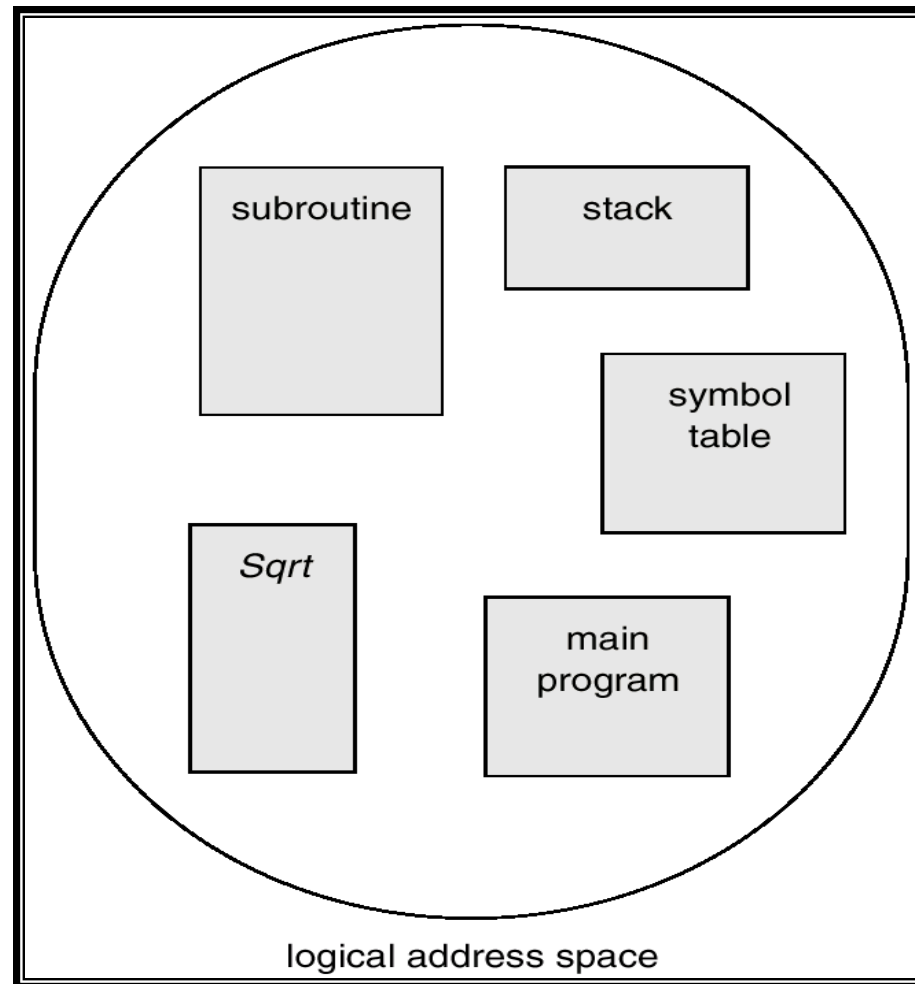 subroutine
stack
symbol
table
Sqrt
main
program
logical address space